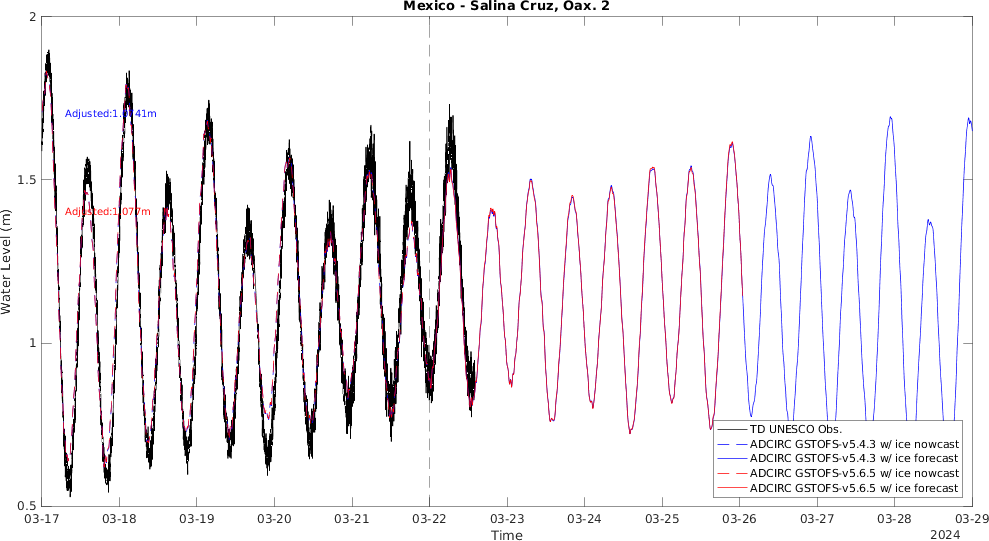 Mexico - Salina Cruz, Oax. 2
2
1.5
1
0.5
Water Level (m)
Adjusted:1.077m
03-17
03-18
03-19
03-20
03-21
03-22
03-23
03-24
03-25
03-26
03-27
03-28
03-29
Time
2024
TD UNESCO Obs.
ADCIRC GSTOFS-v5.4.3 w/ ice nowcast
ADCIRC GSTOFS-v5.4.3 w/ ice forecast
ADCIRC GSTOFS-v5.6.5 w/ ice nowcast
ADCIRC GSTOFS-v5.6.5 w/ ice forecast